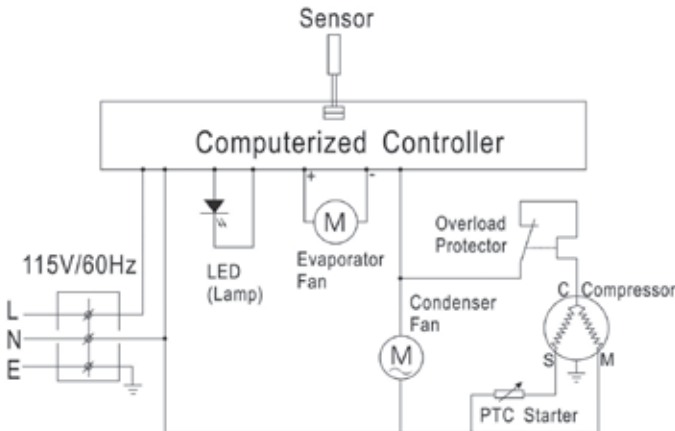 Sensor
Computerized Controller
+ -
M
LED
(Lamp)
Evaporator
Fan
Overload
Protector
115V/60Hz
L
N
E
Condenser
Fan
M
C Compressor
S M
PTC Starter